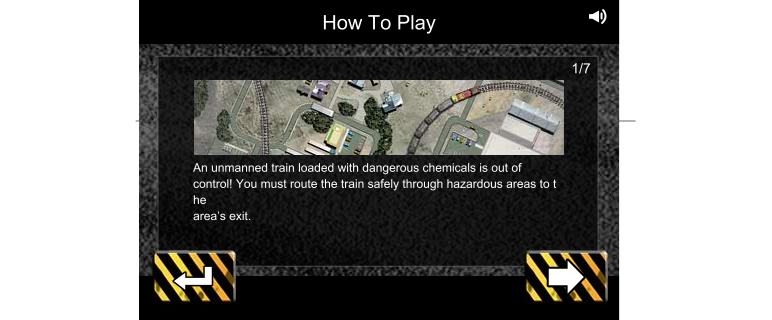 How To Play
1/7
An unmanned train loaded with dangerous chemicals is out of
control! You must route the train safely through hazardous areas to t
he
area's exit.